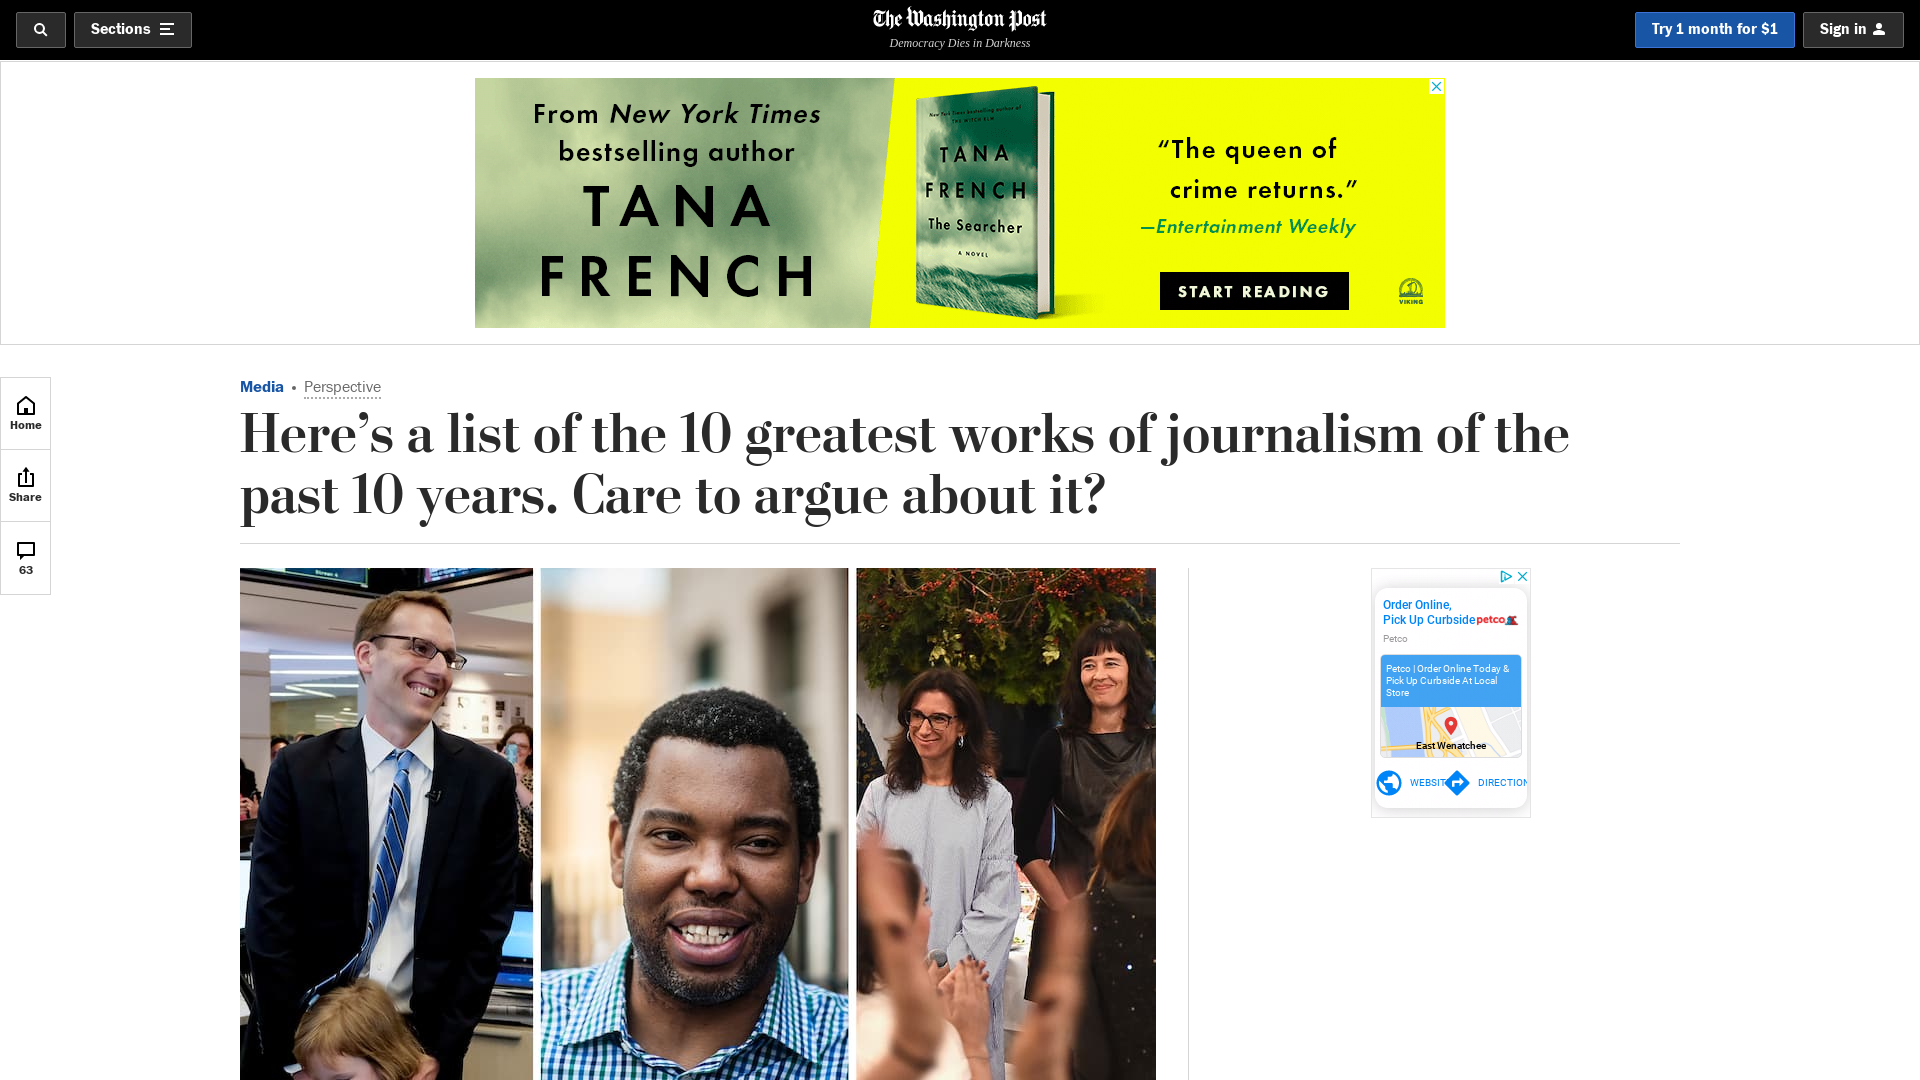 Sections
The Washington Post
Democracy Dies in Darkness
Try 1 month for $1
Sign in
From New York Times
bestselling author
TANA
FRENCH
New York Times bestselling author of
THE WITCH ELM
TANA
FRENCH
The Searcher
A NOVEL
“The queen of
crime returns.”
—Entertainment Weekly
START READING
VIKING
Home
Share
63
Media • Perspective
Here’s a list of the 10 greatest works of journalism of the
past 10 years. Care to argue about it?
Order Online,
Pick Up Curbside
petco
Petco
Petco | Order Online Today &
Pick Up Curbside At Local
Store
East Wenatchee
WEBSIT
DIRECTION